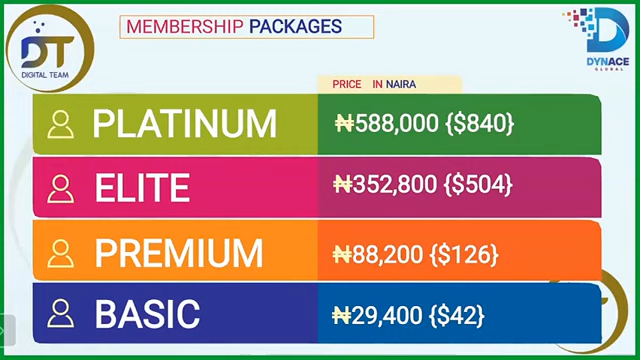 DT
DIGITAL TEAM
MEMBERSHIP PACKAGES
D
DYNACE
GLOBAL
PRICE IN NAIRA
PLATINUM ₦588,000 {$840}
ELITE ₦352,800 {$504}
PREMIUM ₦88,200 {$126}
BASIC ₦29,400 {$42}